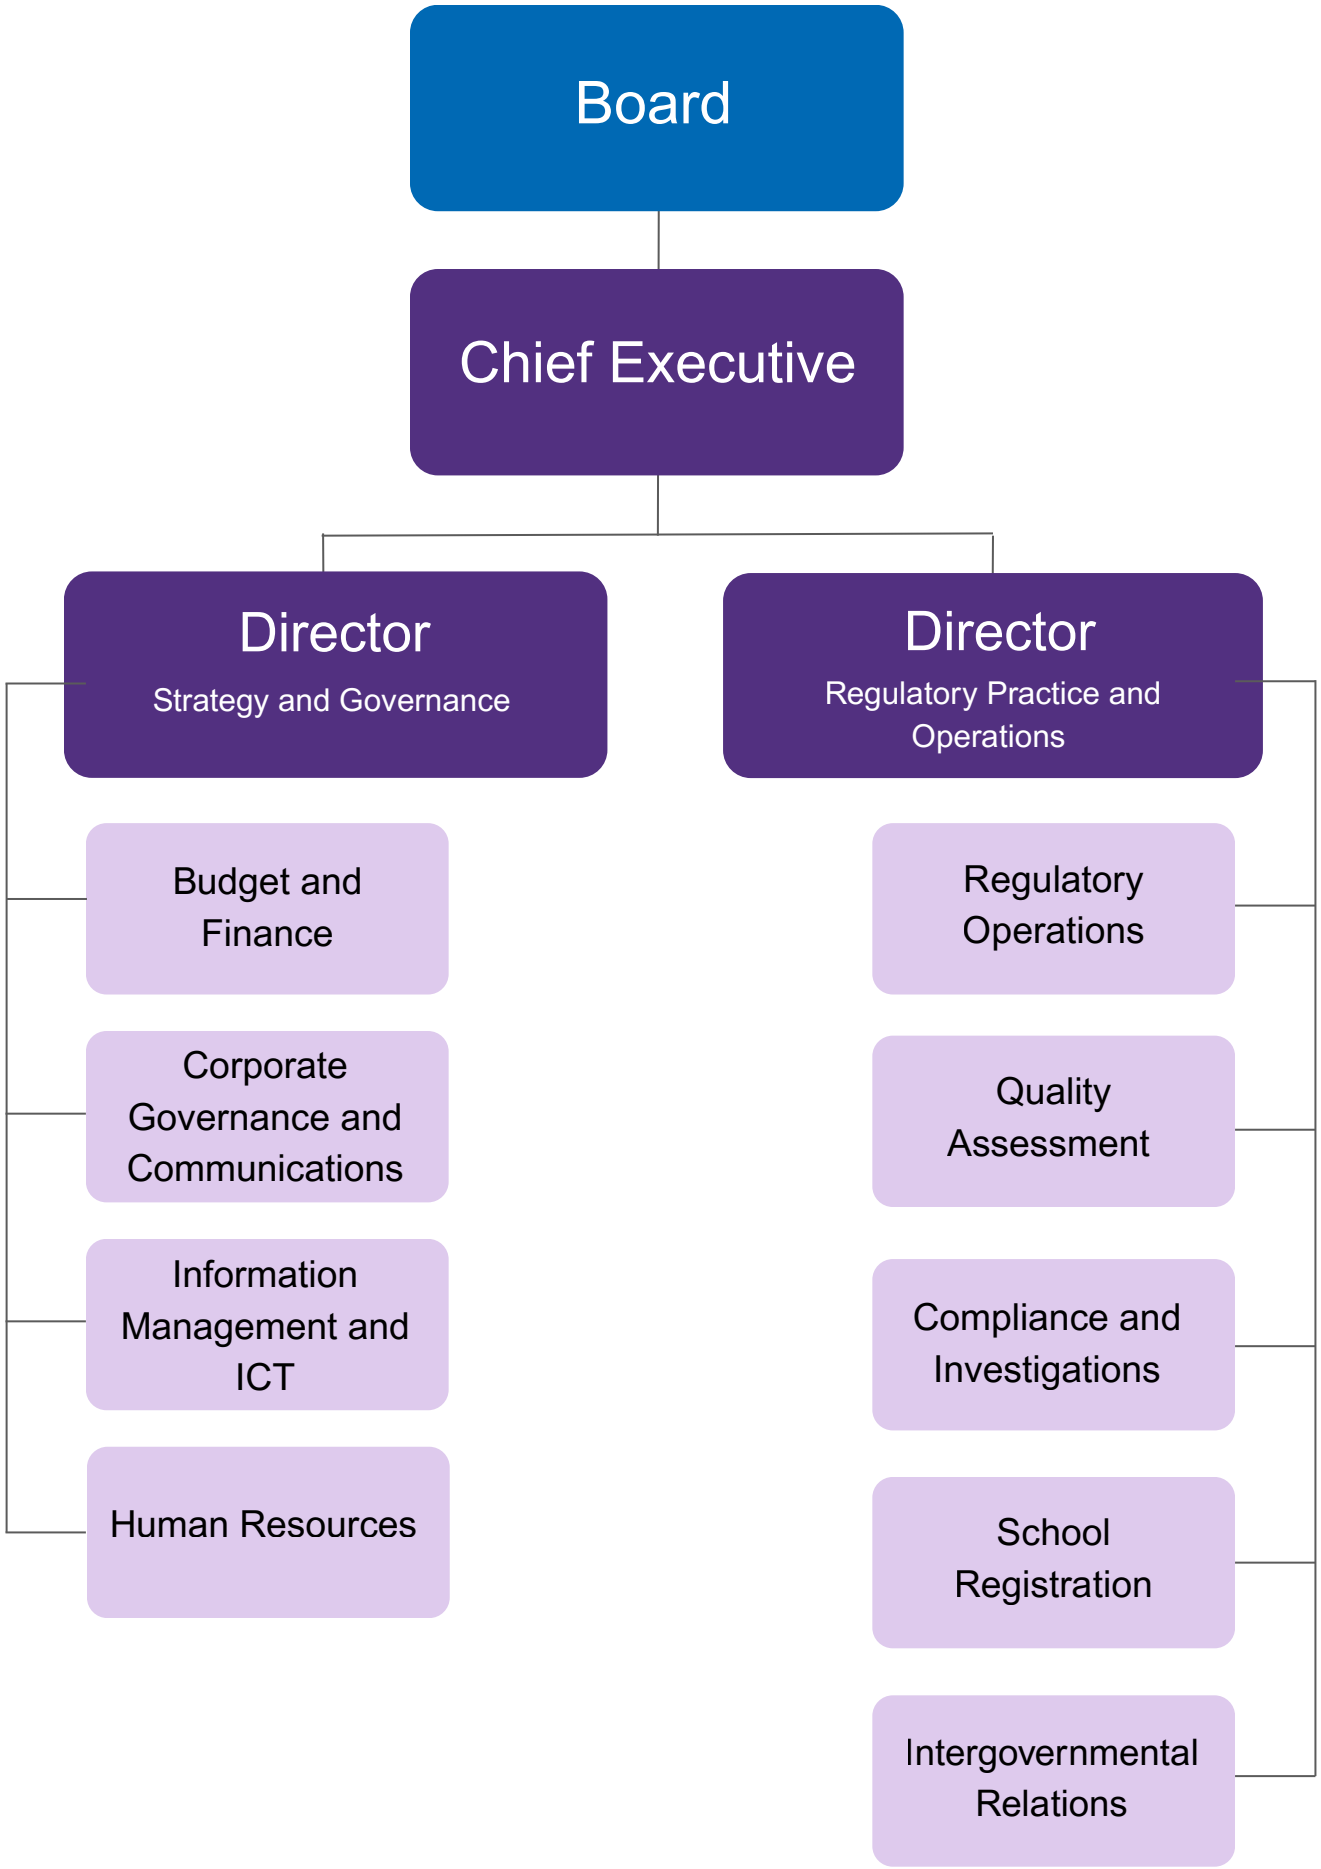 Board
Chief Executive
Director
Strategy and Governance
Director
Regulatory Practice and
Operations
Budget and
Finance
Corporate
Governance and
Communications
Information
Management and
ICT
Human Resources
Regulatory
Operations
Quality
Assessment
Compliance and
Investigations
School
Registration
Intergovernmental
Relations